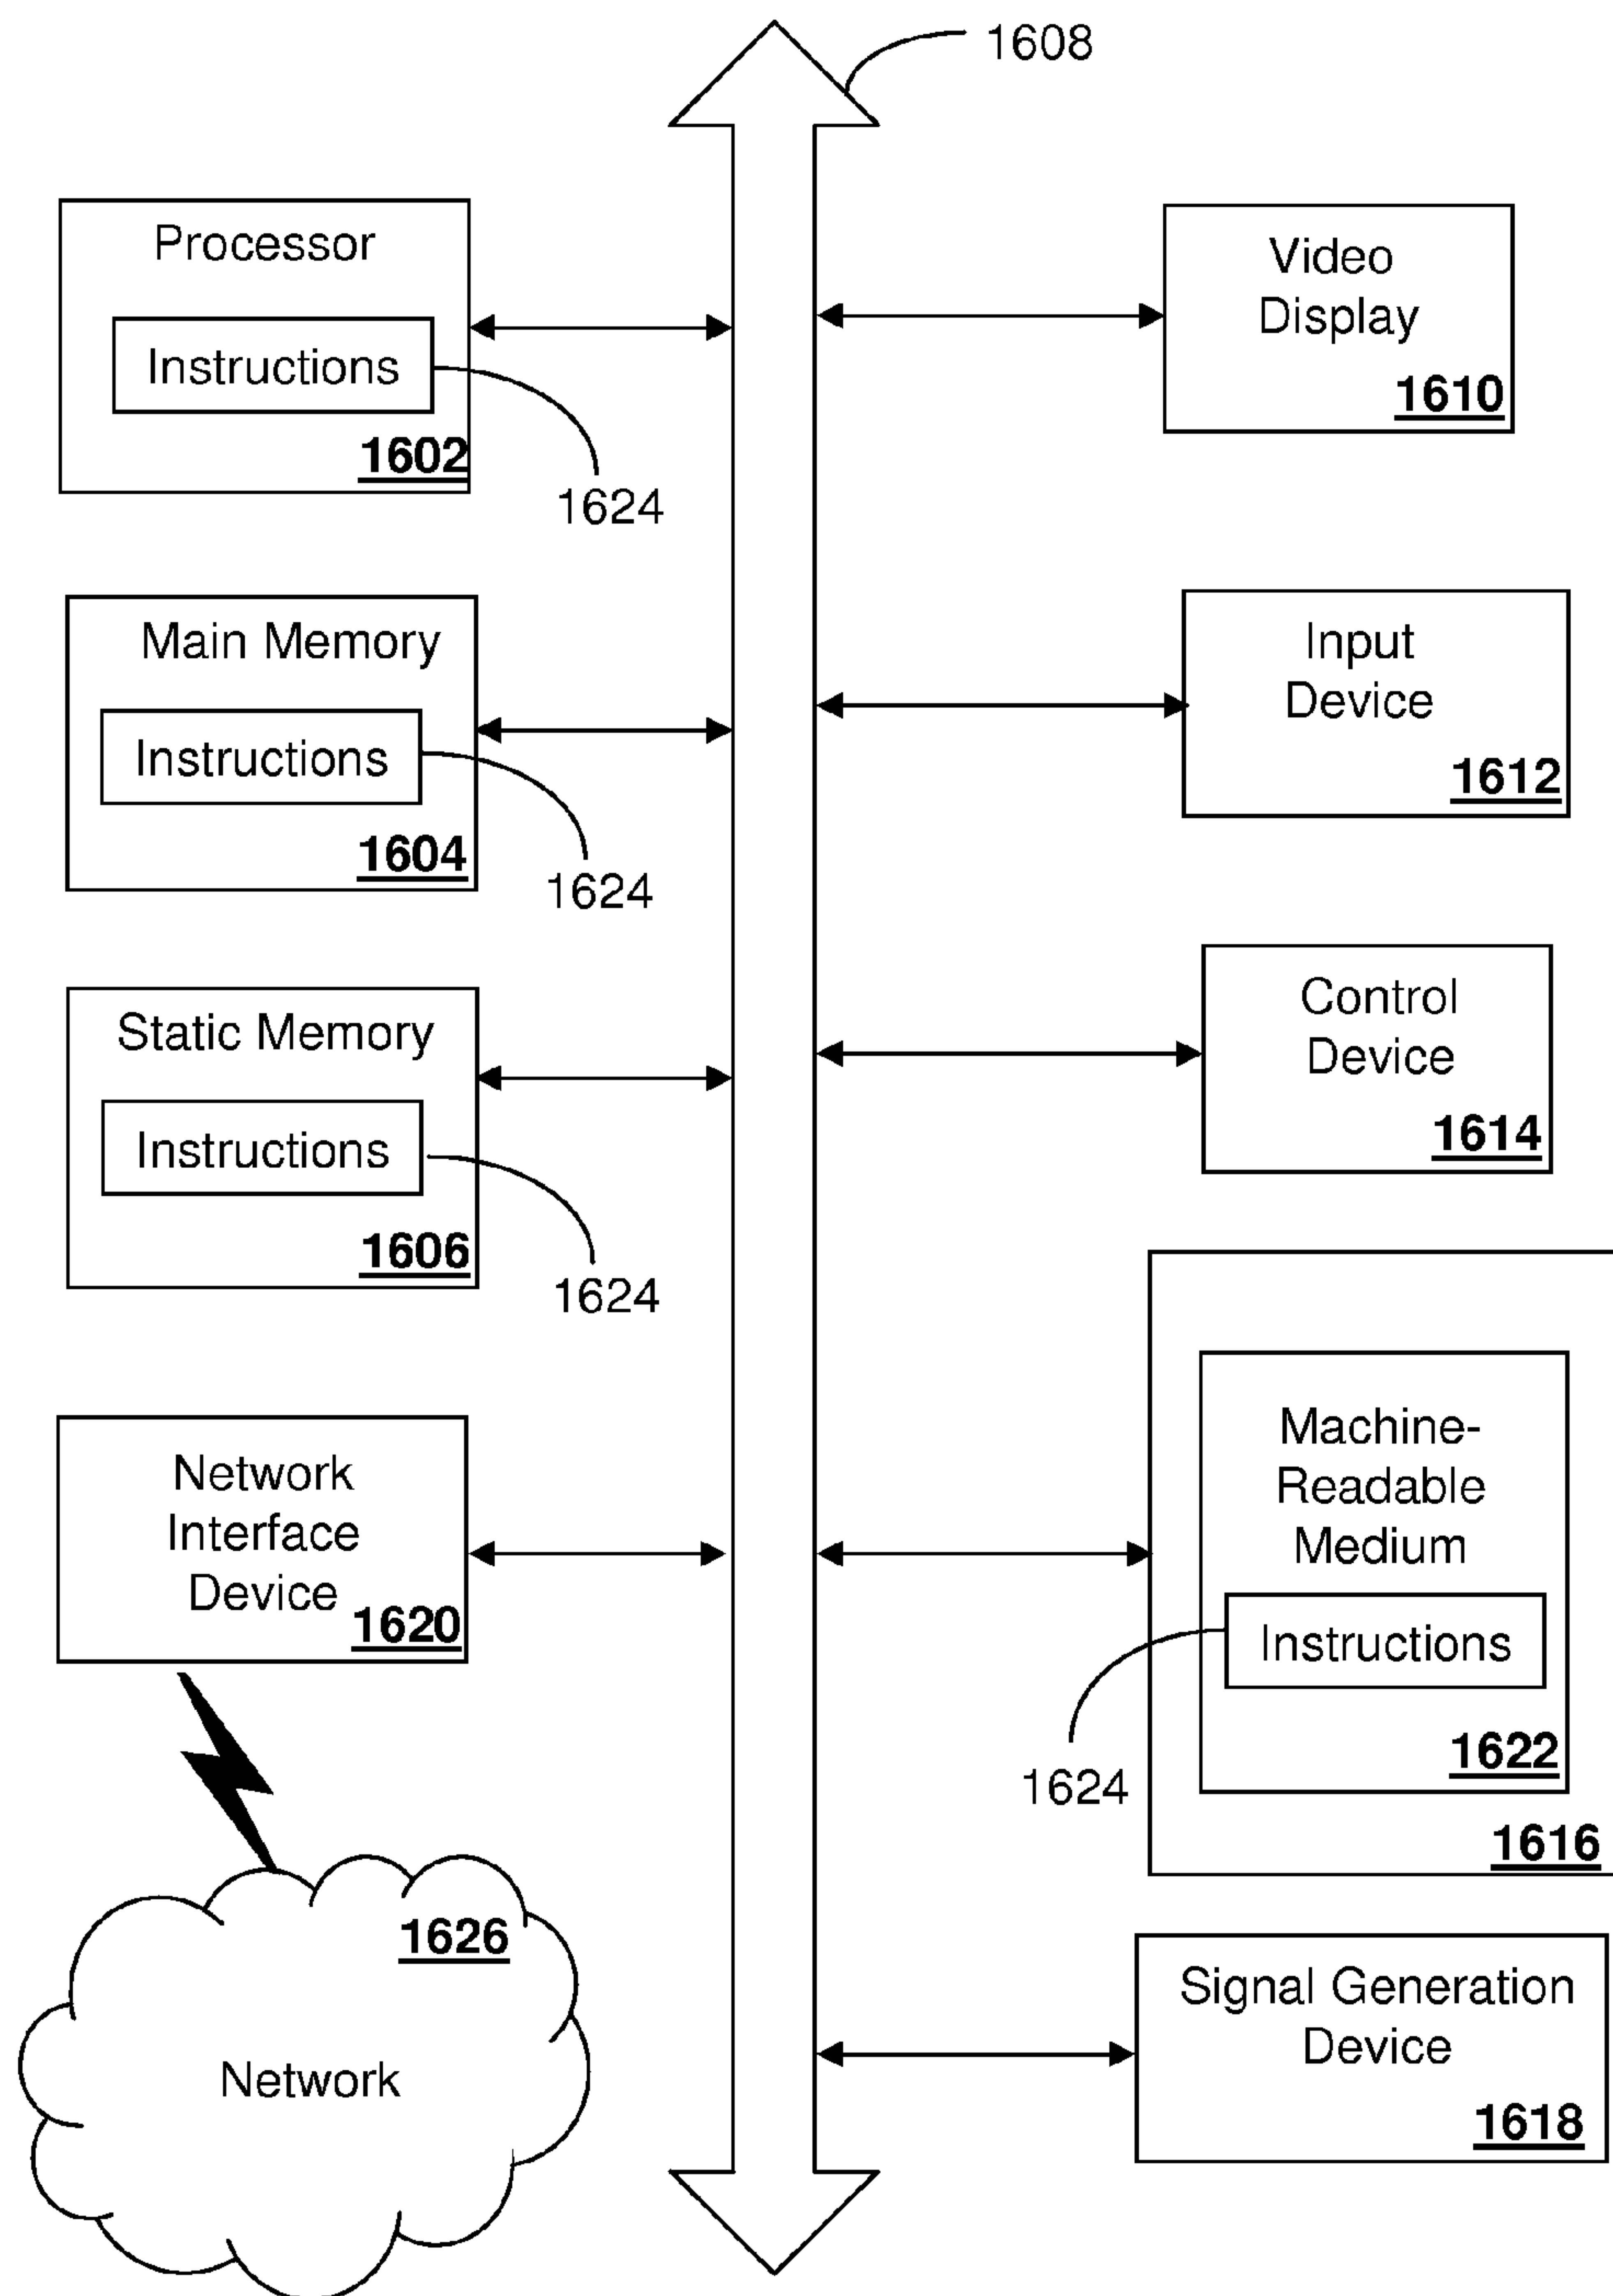 1608
Processor
Instructions
1602
1624
Main Memory
Instructions
1604
1624
Static Memory
Instructions
1606
1624
Network
Interface
Device
1620
1626
Network
Video
Display
1610
Input
Device
1612
Control
Device
1614
Machine-
Readable
Medium
Instructions
1622
1624
1616
Signal Generation
Device
1618